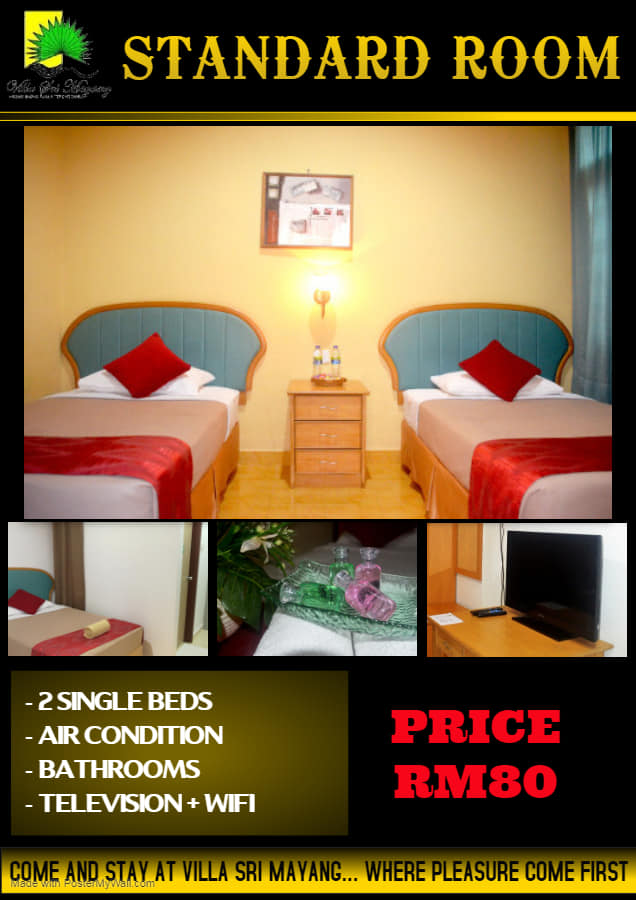 Villa Sri Mayang
STANDARD ROOM
- 2 SINGLE BEDS
- AIR CONDITION
- BATHROOMS
- TELEVISION + WIFI
PRICE
RM80
COME AND STAY AT VILLA SRI MAYANG... WHERE PLEASURE COME FIRST
Made with PosterMyWall.com